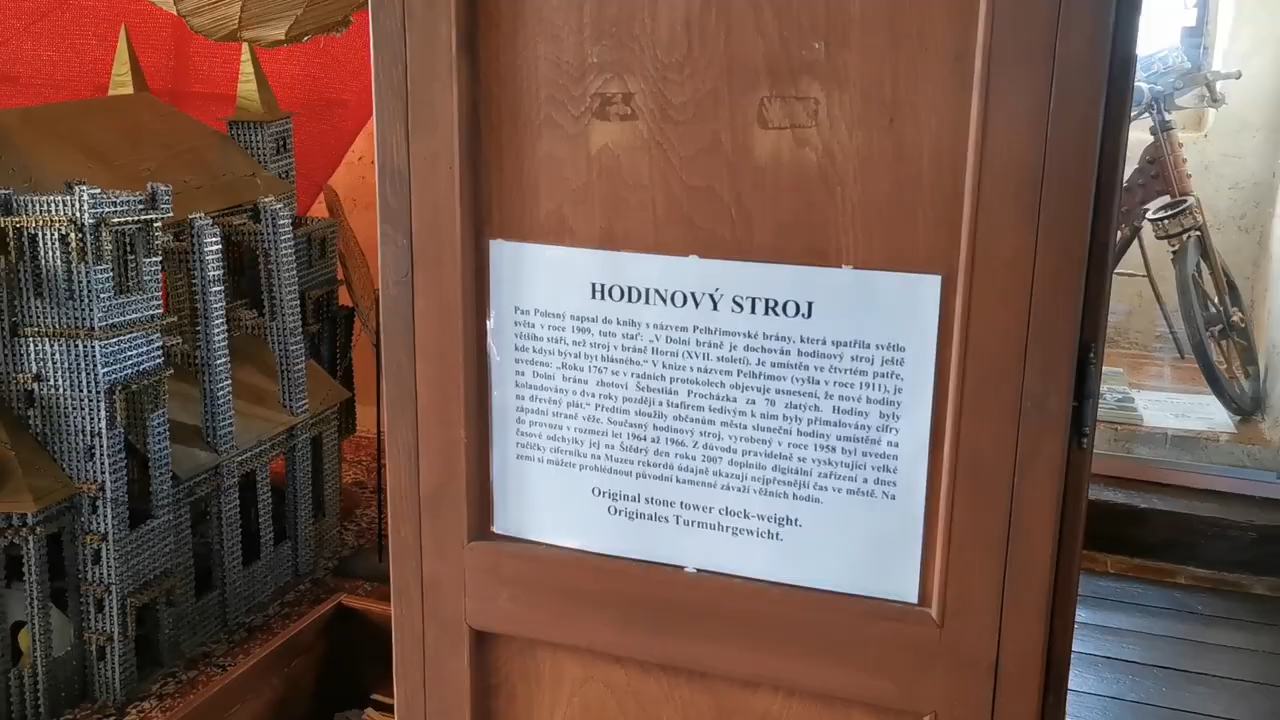 HODINOVÝ STROJ
Pan Polesný napsal do knihy s názvem Pelhřimovské brány, která spatřila světlo
světa v roce 1909, tuto stať: „V Dolní bráně je dochován hodinový stroj ještě
většího stáří, než stroj v bráně Horní (XVII. století). Je umístěn ve čtvrtém patře,
kde kdysi býval byt hlásného.“ V knize s názvem Pelhřimov (vyšla v roce 1911), je
uvedeno: „Roku 1767 se v radních protokolech objevuje usnesení, že nové hodiny
na Dolní bránu zhotoví Šebestián Procházka za 70 zlatých. Hodiny byly
kolaudovány o dva roky později a štafírem šedivým k nim byly přimalovány cifry
na dřevěný plát.“ Předtím sloužily občanům města sluneční hodiny umístěné na
západní straně věže. Současný hodinový stroj, vyrobený v roce 1958 byl uveden
do provozu v rozmezí let 1964 až 1966. Z důvodu pravidelně se vyskytující velké
časové odchylky jej na Štědrý den roku 2007 doplnilo digitální zařízení a dnes
ručičky ciferníku na Muzeu rekordů údajně ukazují nejpřesnější čas ve městě. Na
zemi si můžete prohlédnout původní kamenné závaží věžních hodin.
Original stone tower clock-weight.
Originales Turmuhrgewicht.